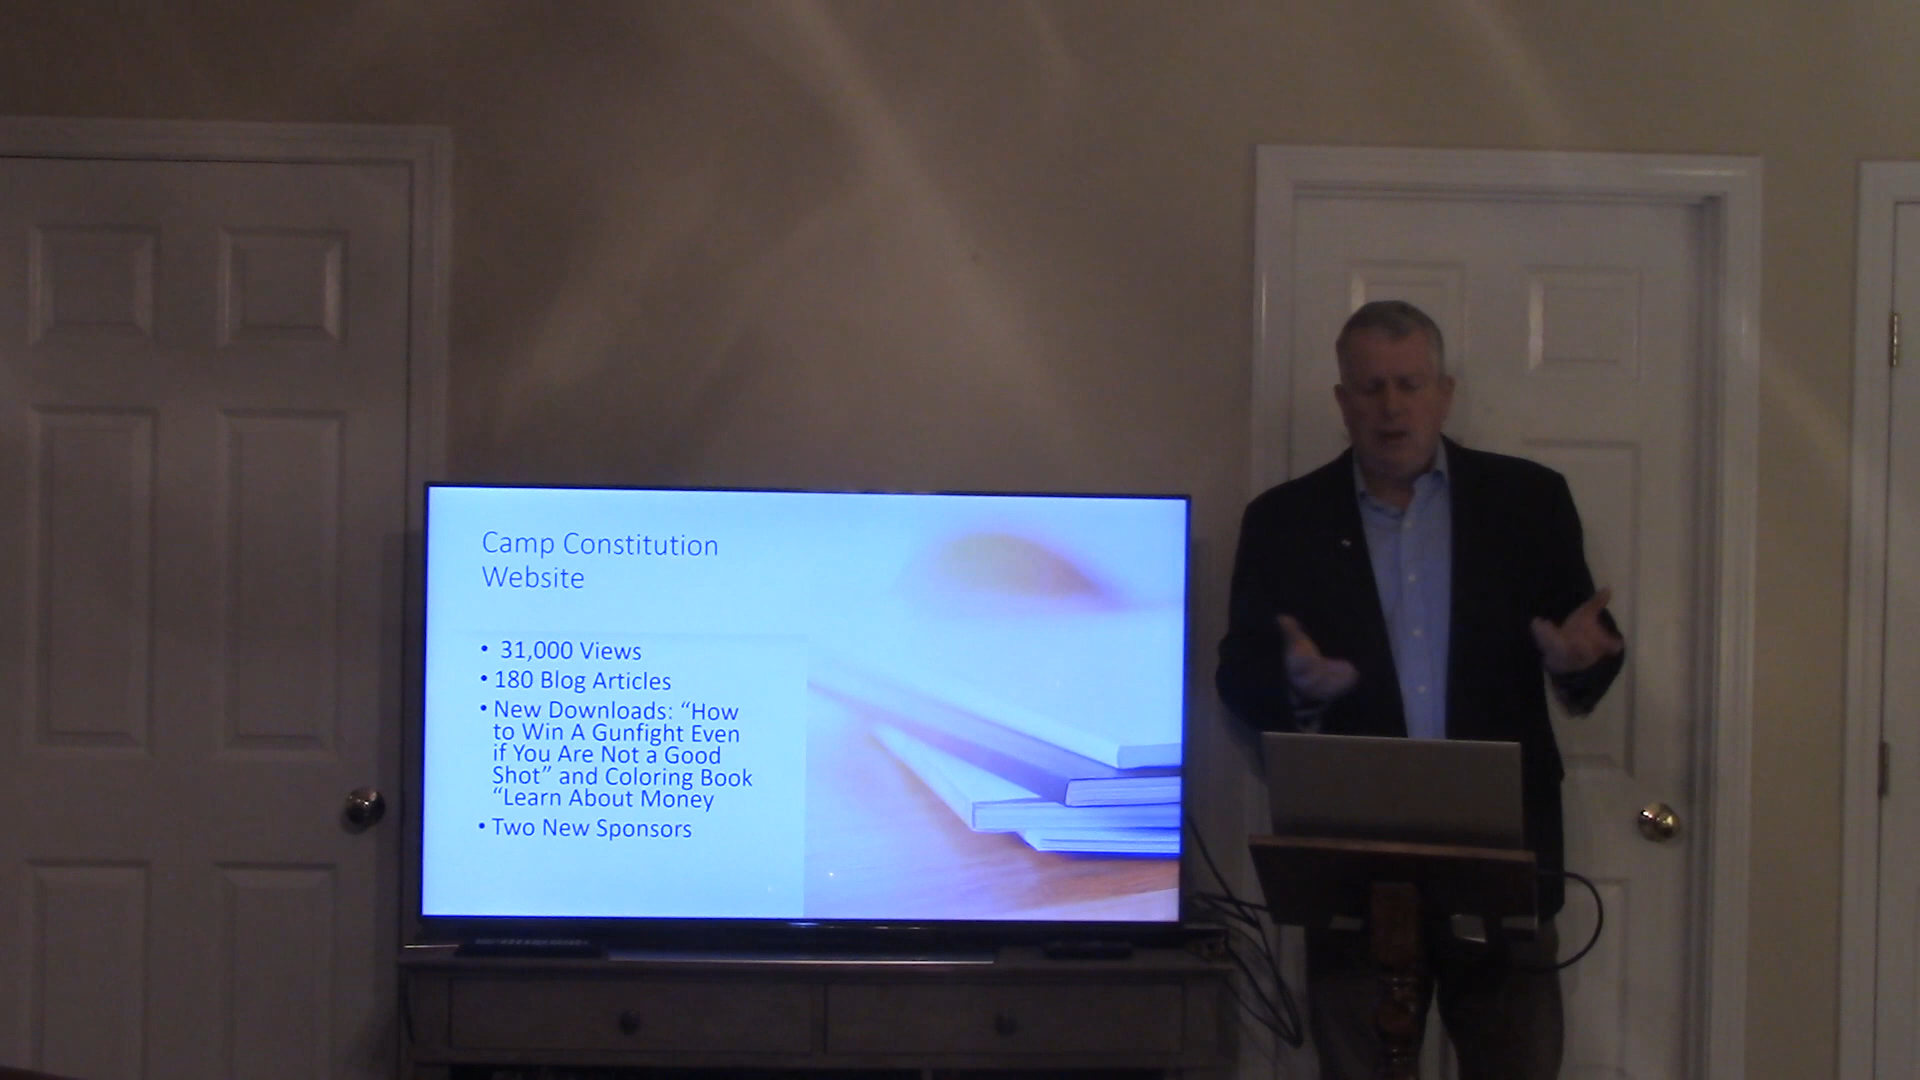 Camp Constitution
Website
• 31,000 Views
• 180 Blog Articles
• New Downloads: “How
to Win A Gunfight Even
if You Are Not a Good
Shot” and Coloring Book
“Learn About Money
• Two New Sponsors